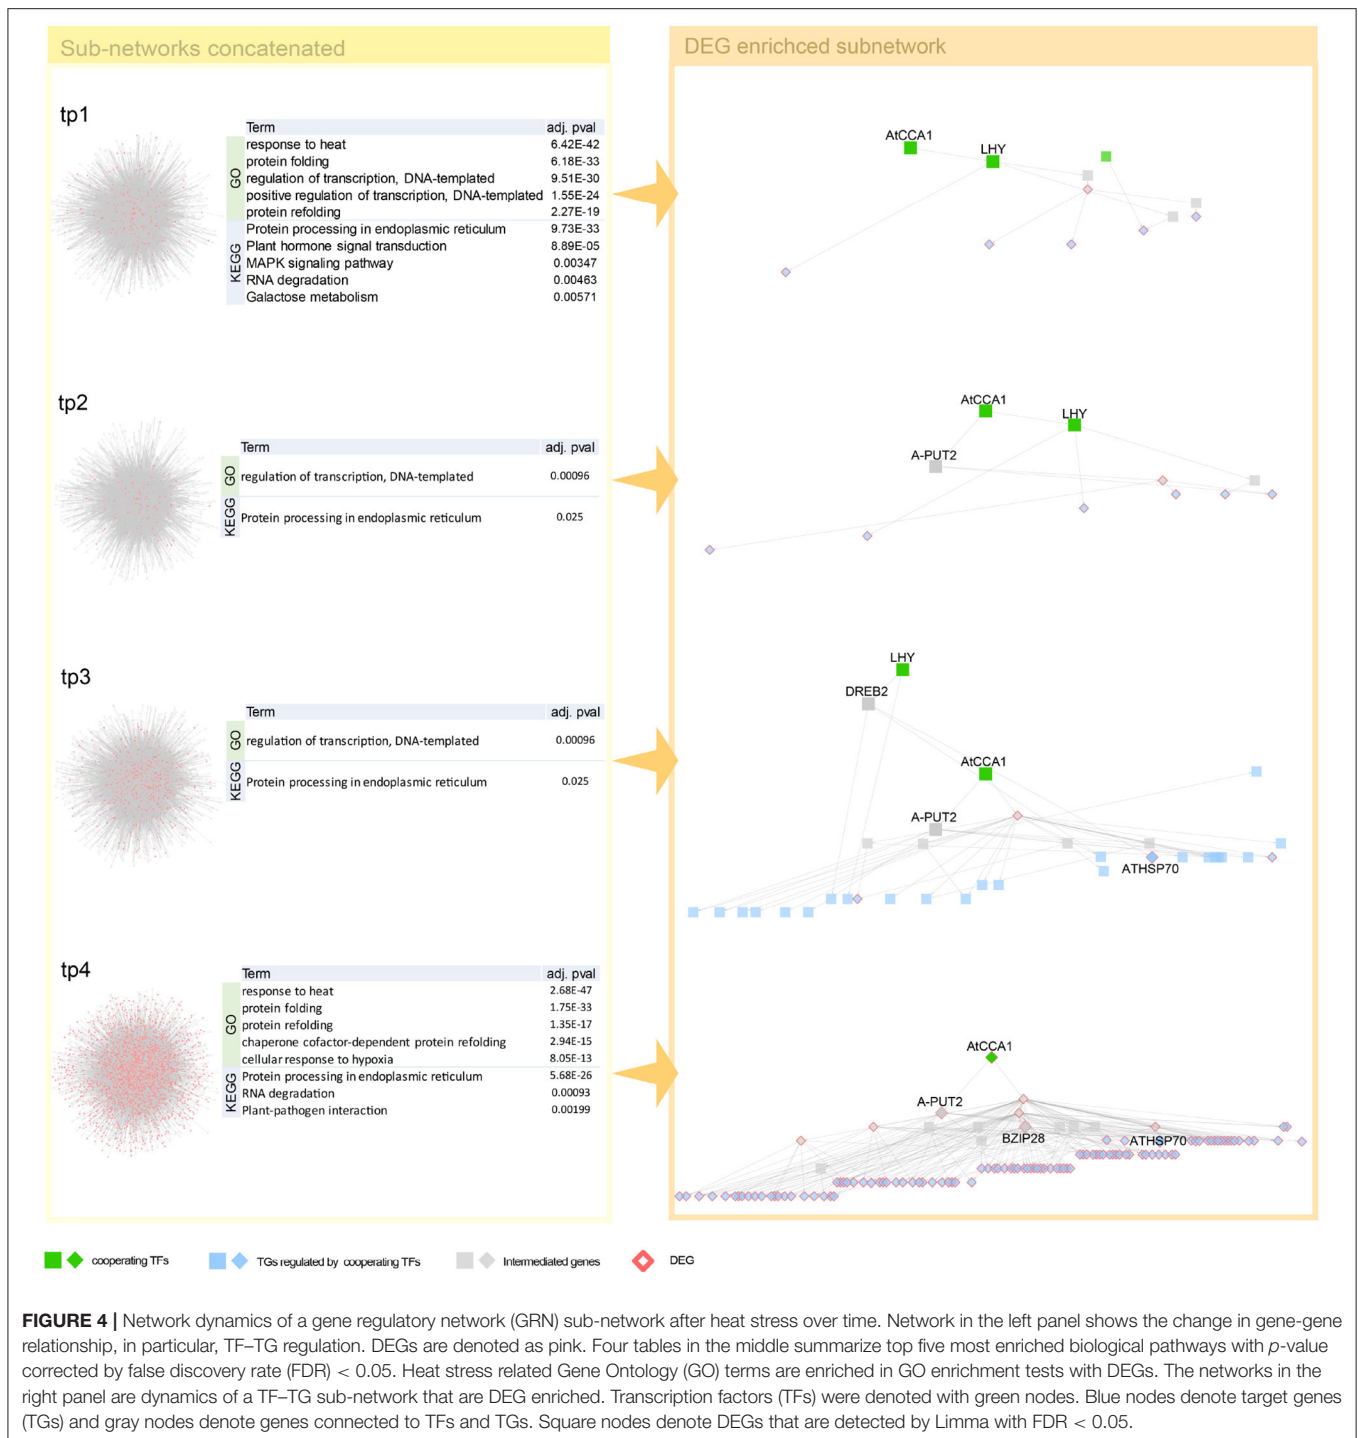 Sub-networks concatenated
DEG enrichced subnetwork
tp1
Term adj. pval
GO
response to heat 6.42E-42
protein folding 6.18E-33
regulation of transcription, DNA-templated 9.51E-30
positive regulation of transcription, DNA-templated 1.55E-24
protein refolding 2.27E-19
KEGG
Protein processing in endoplasmic reticulum 9.73E-33
Plant hormone signal transduction 8.89E-05
MAPK signaling pathway 0.00347
RNA degradation 0.00463
Galactose metabolism 0.00571
AtCCA1
LHY
tp2
Term adj. pval
GO
regulation of transcription, DNA-templated 0.00096
KEGG
Protein processing in endoplasmic reticulum 0.025
AtCCA1
LHY
A-PUT2
tp3
Term adj. pval
GO
regulation of transcription, DNA-templated 0.00096
KEGG
Protein processing in endoplasmic reticulum 0.025
LHY
DREB2
AtCCA1
A-PUT2
ATHSP70
tp4
Term adj. pval
GO
response to heat 2.68E-47
protein folding 1.75E-33
protein refolding 1.35E-17
chaperone cofactor-dependent protein refolding 2.94E-15
cellular response to hypoxia 8.05E-13
KEGG
Protein processing in endoplasmic reticulum 5.68E-26
RNA degradation 0.00093
Plant-pathogen interaction 0.00199
AtCCA1
A-PUT2
BZIP28
ATHSP70
cooperating TFs
TGs regulated by cooperating TFs
Intermediated genes
DEG
FIGURE 4 | Network dynamics of a gene regulatory network (GRN) sub-network after heat stress over time. Network in the left panel shows the change in gene-gene
relationship, in particular, TF–TG regulation. DEGs are denoted as pink. Four tables in the middle summarize top five most enriched biological pathways with p-value
corrected by false discovery rate (FDR) < 0.05. Heat stress related Gene Ontology (GO) terms are enriched in GO enrichment tests with DEGs. The networks in the
right panel are dynamics of a TF–TG sub-network that are DEG enriched. Transcription factors (TFs) were denoted with green nodes. Blue nodes denote target genes
(TGs) and gray nodes denote genes connected to TFs and TGs. Square nodes denote DEGs that are detected by Limma with FDR < 0.05.